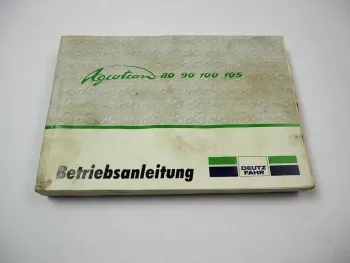 Agrotron 80 90 100 105
Betriebsanleitung
DEUTZ
FAHR